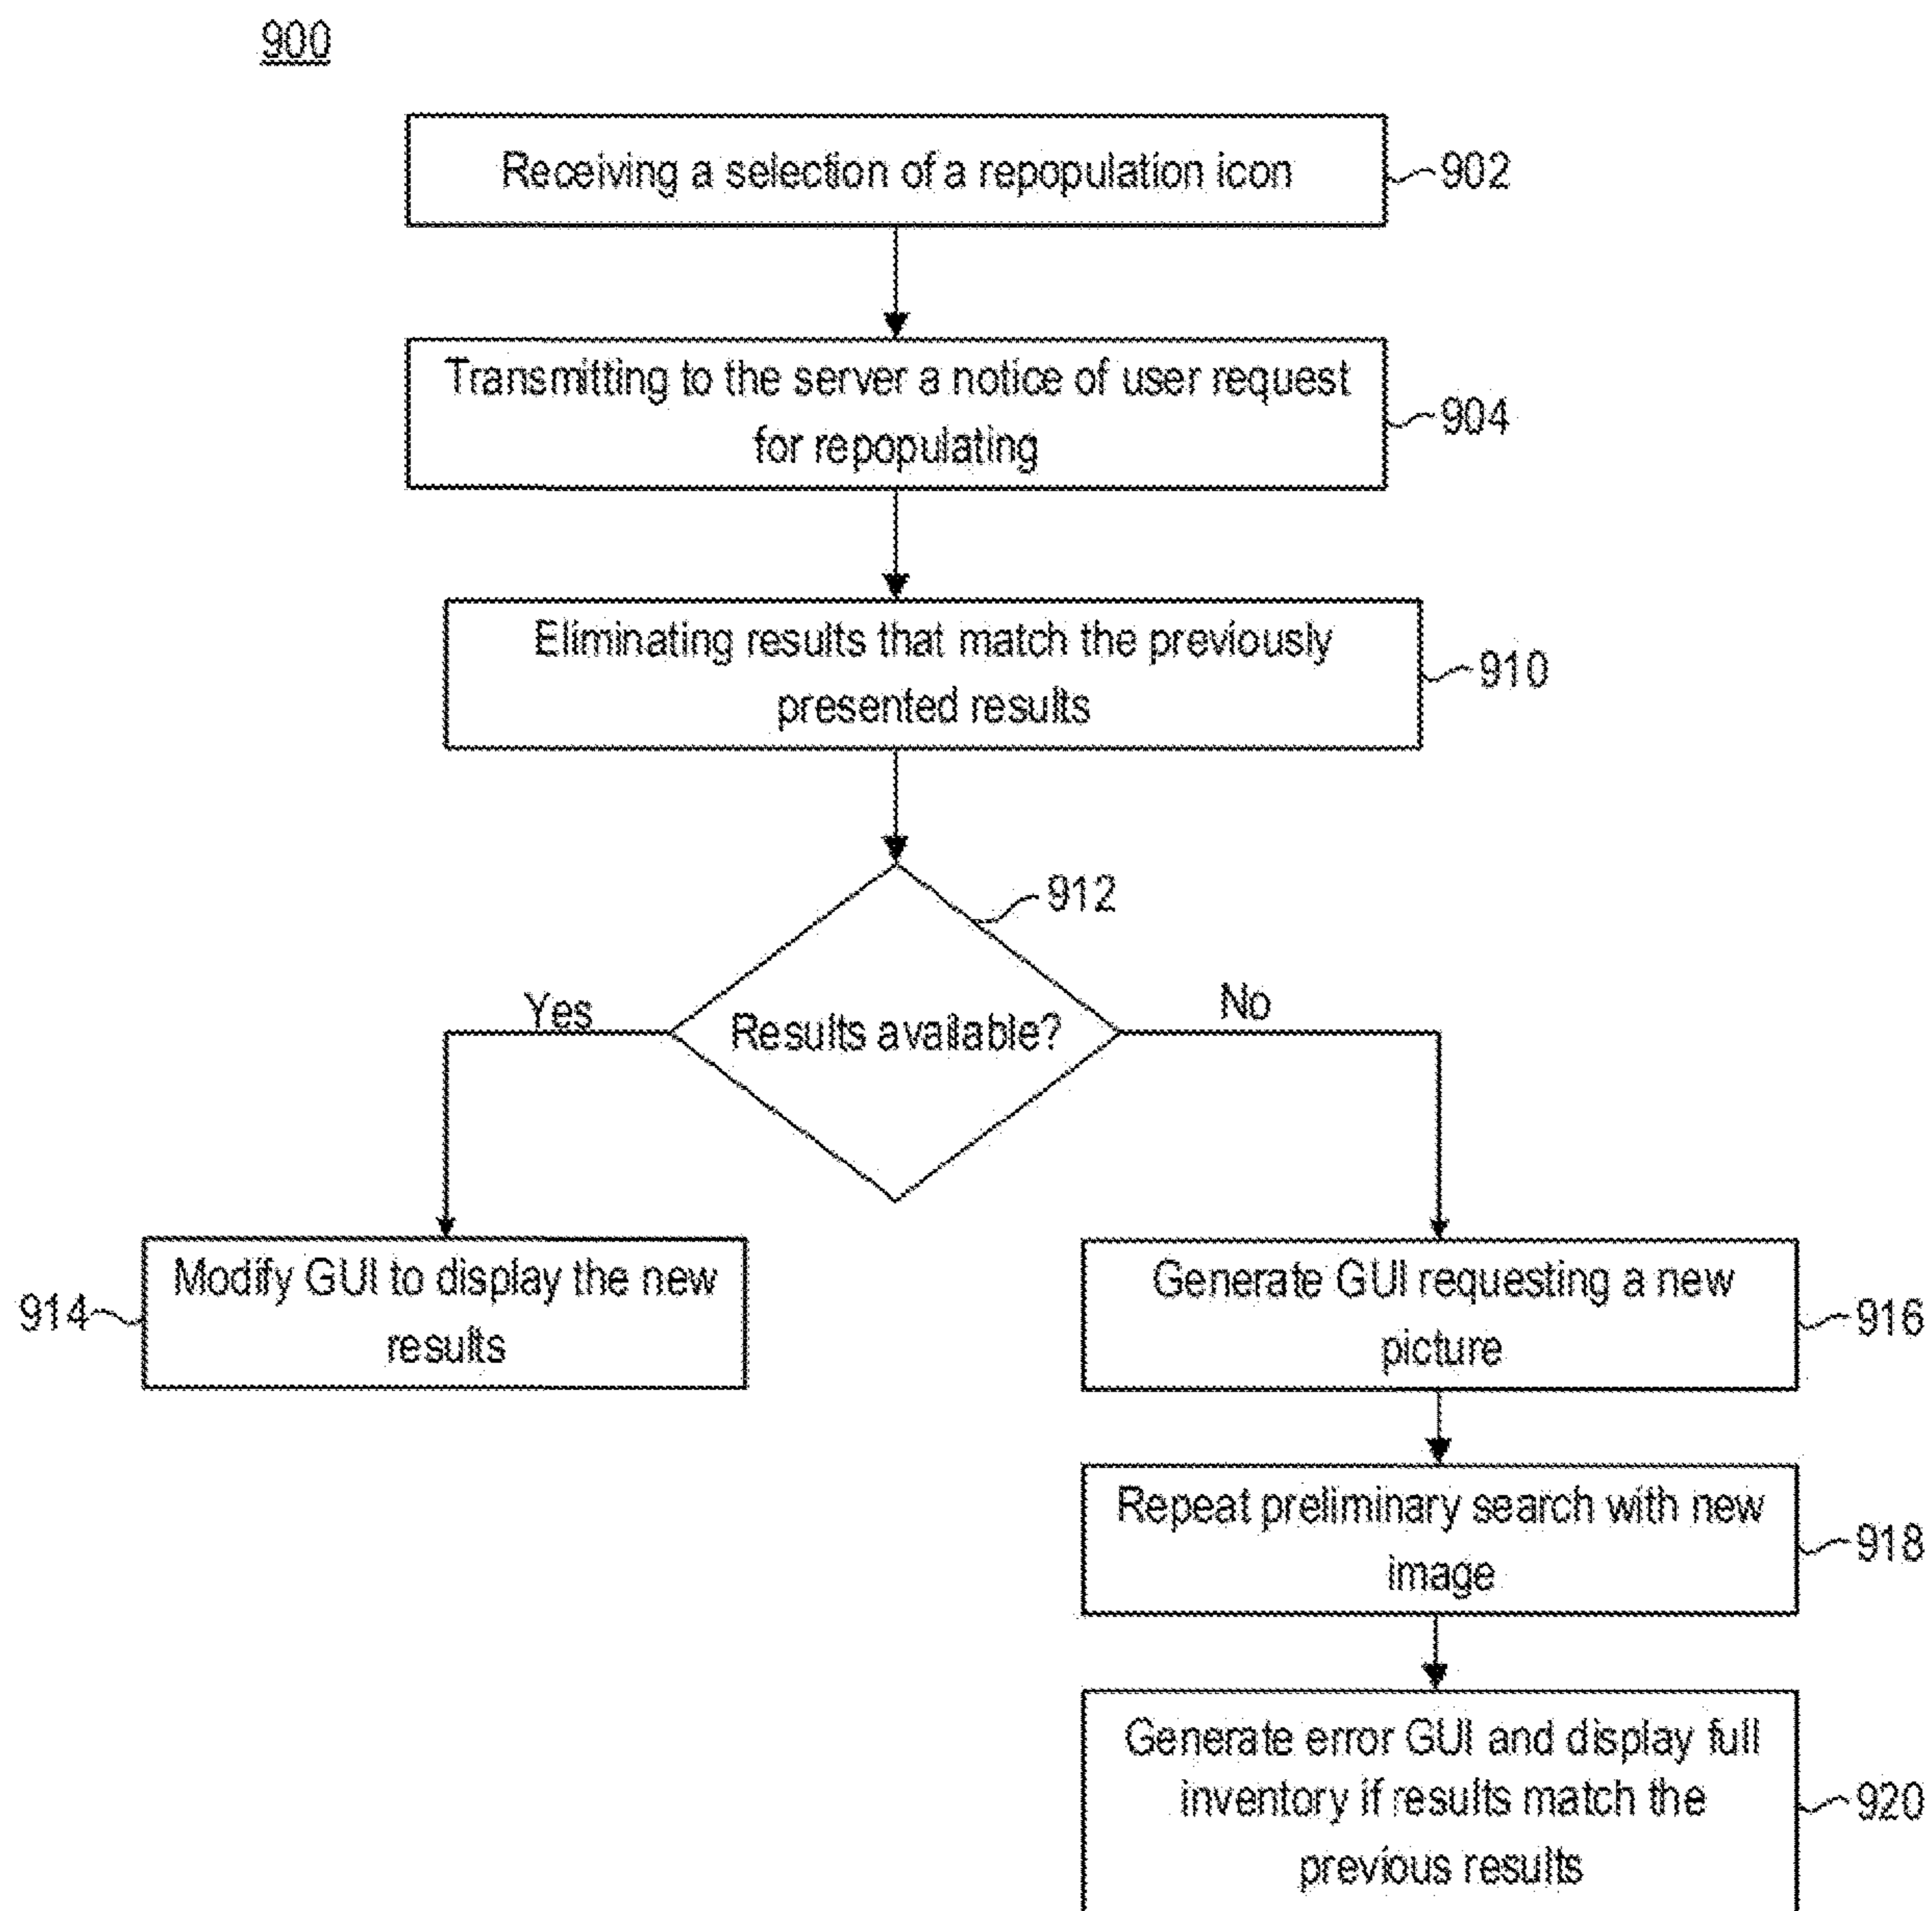 900
Receiving a selection of a repopulation icon
902
Transmitting to the server a notice of user request
for repopulating
904
Eliminating results that match the previously
presented results
910
912
Yes
Results available?
No
Modify GUI to display the new
results
914
Generate GUI requesting a new
picture
916
Repeat preliminary search with new
image
918
Generate error GUI and display full
inventory if results match the
previous results
920